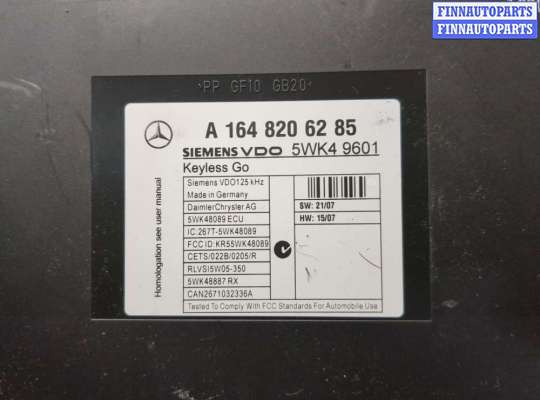 FINNAUTOPARTS
FINNAUTOPARTS
>PP GF10 GB20<
A 164 820 62 85
SIEMENS VDO 5WK4 9601
Keyless Go
Homologation see user manual
Siemens VDO125 kHz
Made in Germany
DaimlerChrysler AG
5WK48089 ECU
IC:267T-5WK48089
FCC ID:KR55WK48089
CETS/022B/0205/R
RLVSI5W05-350
5WK48887 RX
CAN2671032336A
SW: 21/07
HW: 15/07
Tested To Comply With FCC Standards For Automobile Use